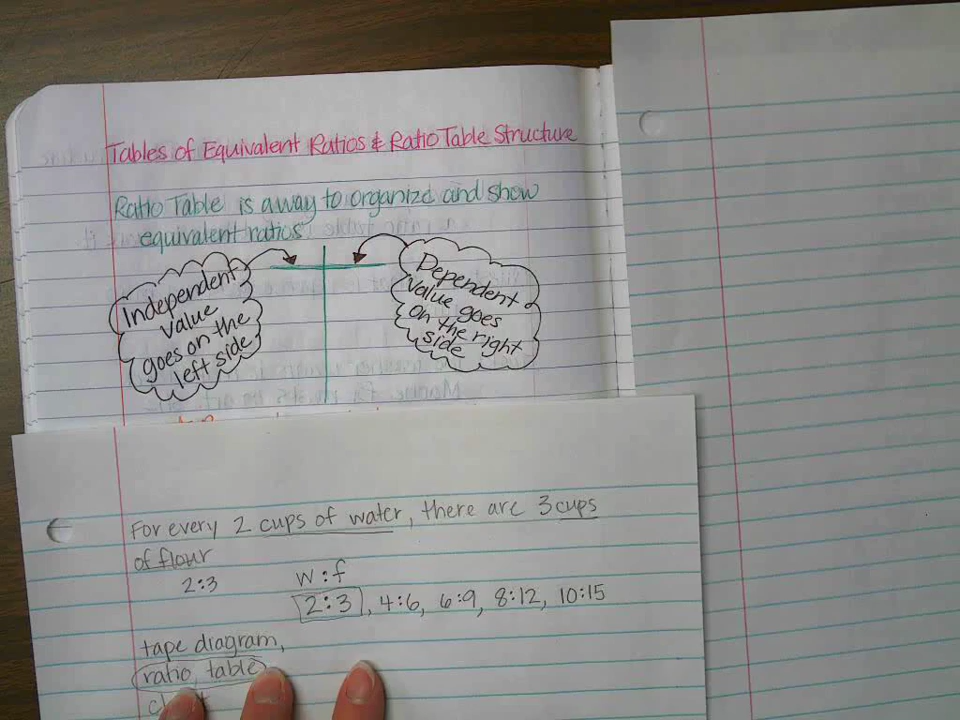 Tables of Equivalent Ratios & Ratio Table Structure
Ratio Table is a way to organize and show
equivalent ratios
Independent
value
goes on the
left side
Dependent
value goes
on the right
side
For every 2 cups of water, there are 3 cups
of flour
2:3
w:f
2:3, 4:6, 6:9, 8:12, 10:15
tape diagram,
ratio table